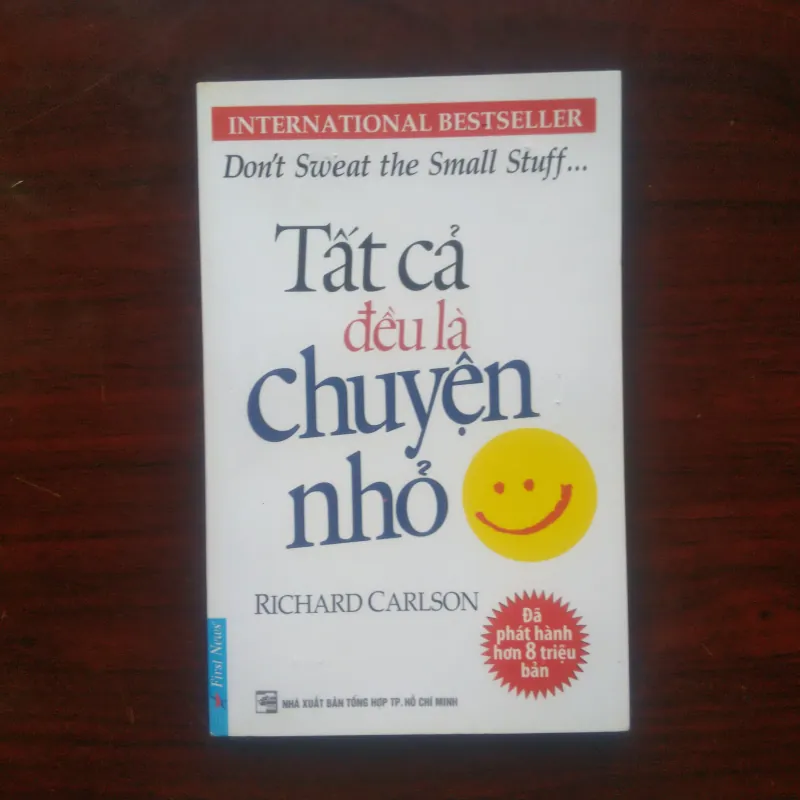 INTERNATIONAL BESTSELLER
Don't Sweat the Small Stuff...
Tất cả
đều là
chuyện
nhỏ
RICHARD CARLSON
Đã
phát hành
hơn 8 triệu
bản
First News
NHÀ XUẤT BẢN TỔNG HỢP TP. HỒ CHÍ MINH